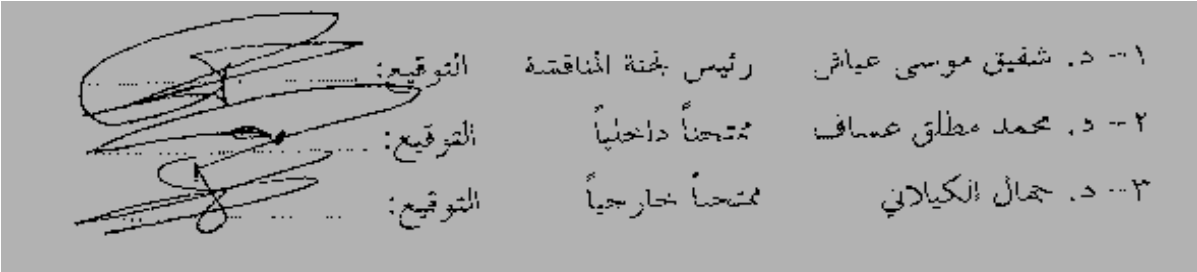 ١- د. شفيق موسى عياش رئيس لجنة المناقشة التوقيع: ..............
٢- د. محمد مطلق عساف ممتحناً داخلياً التوقيع: ..............
٣- د. جمال الكيلاني ممتحناً خارجياً التوقيع: ..............